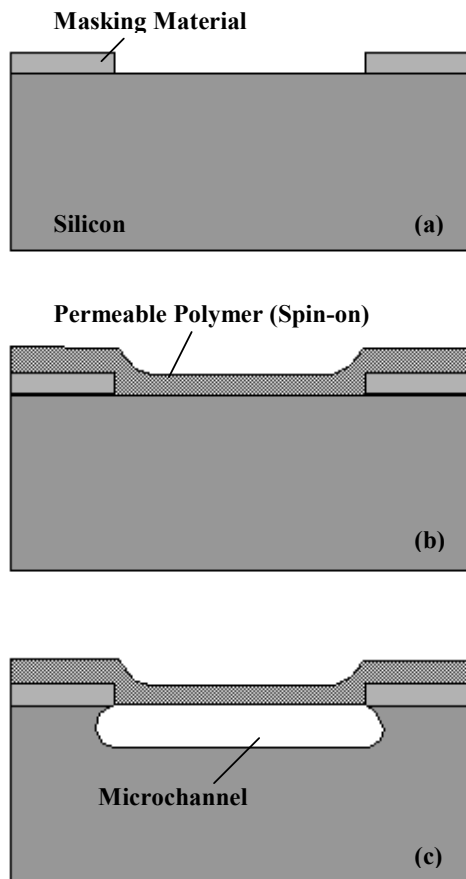 Masking Material
Silicon
(a)
Permeable Polymer (Spin-on)
(b)
Microchannel
(c)